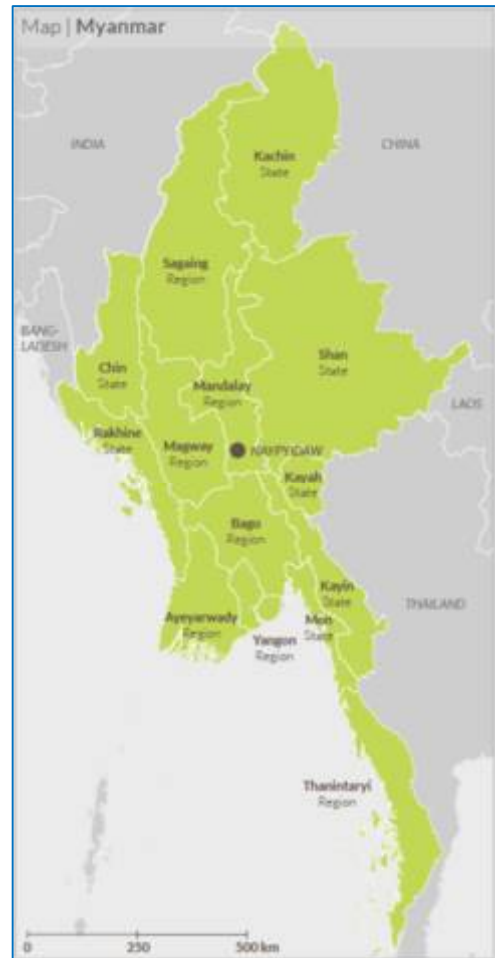 Map | Myanmar
INDIA
CHINA
Kachin
State
Sagaing
Region
BANG-
LADESH
Chin
State
Shan
State
Mandalay
Region
LAOS
Rakhine
State
Magway
Region
NAYPYIDAW
Kayah
State
Bago
Region
Kayin
State
THAILAND
Ayeyarwady
Region
Mon
State
Yangon
Region
Thanintaryi
Region
0 250 500 km